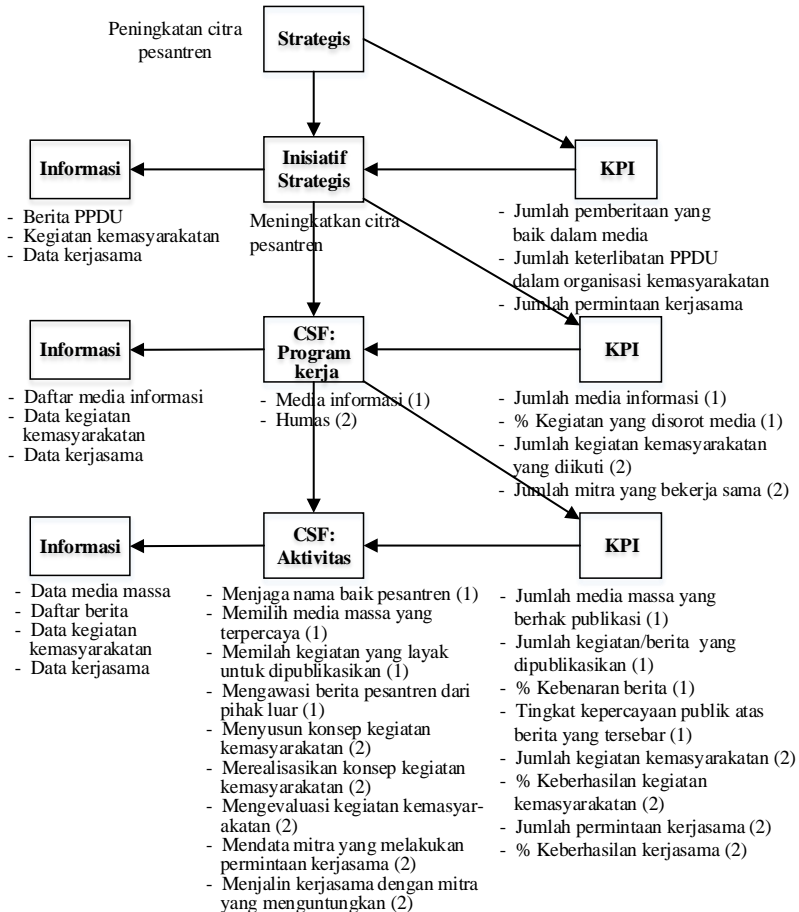 Peningkatan citra
pesantren
Strategis
Informasi
Inisiatif
Strategis
KPI
- Berita PPDU
- Kegiatan kemasyarakatan
- Data kerjasama
Meningkatkan citra
pesantren
- Jumlah pemberitaan yang
baik dalam media
- Jumlah keterlibatan PPDU
dalam organisasi kemasyarakatan
- Jumlah permintaan kerjasama
Informasi
CSF:
Program
kerja
KPI
- Daftar media informasi
- Data kegiatan
kemasyarakatan
- Data kerjasama
- Media informasi (1)
- Humas (2)
- Jumlah media informasi (1)
- % Kegiatan yang disorot media (1)
- Jumlah kegiatan kemasyarakatan
yang diikuti (2)
- Jumlah mitra yang bekerja sama (2)
Informasi
CSF:
Aktivitas
KPI
- Data media massa
- Daftar berita
- Data kegiatan
kemasyarakatan
- Data kerjasama
- Menjaga nama baik pesantren (1)
- Memilih media massa yang
terpercaya (1)
- Memilah kegiatan yang layak
untuk dipublikasikan (1)
- Mengawasi berita pesantren dari
pihak luar (1)
- Menyusun konsep kegiatan
kemasyarakatan (2)
- Merealisasikan konsep kegiatan
kemasyarakatan (2)
- Mengevaluasi kegiatan kemasyar-
akatan (2)
- Mendata mitra yang melakukan
permintaan kerjasama (2)
- Menjalin kerjasama dengan mitra
yang menguntungkan (2)
- Jumlah media massa yang
berhak publikasi (1)
- Jumlah kegiatan/berita yang
dipublikasikan (1)
- % Kebenaran berita (1)
- Tingkat kepercayaan publik atas
berita yang tersebar (1)
- Jumlah kegiatan kemasyarakatan (2)
- % Keberhasilan kegiatan
kemasyarakatan (2)
- Jumlah permintaan kerjasama (2)
- % Keberhasilan kerjasama (2)